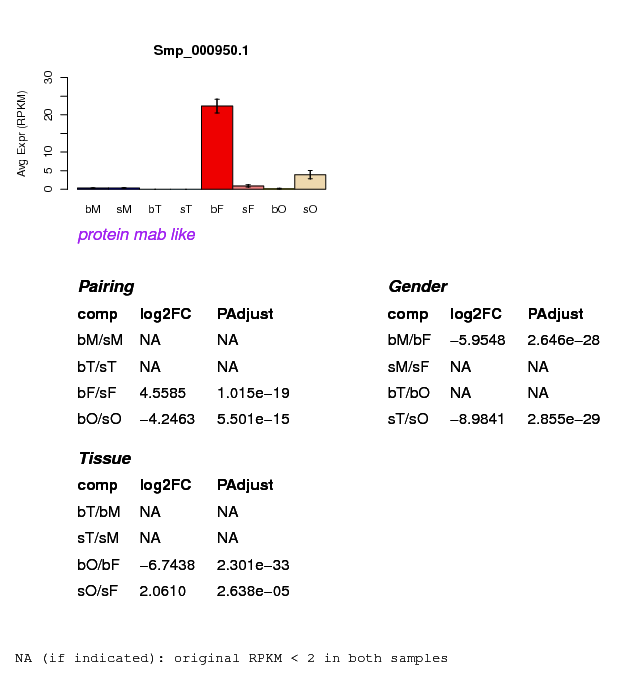 Smp_000950.1
Avg Expr (RPKM)
30
20
10
5
0
bM sM bT sT bF sF bO sO
protein mab like
Pairing
comp log2FC PAdjust
bM/sM NA NA
bT/sT NA NA
bF/sF 4.5585 1.015e−19
bO/sO −4.2463 5.501e−15
Gender
comp log2FC PAdjust
bM/bF −5.9548 2.646e−28
sM/sF NA NA
bT/bO NA NA
sT/sO −8.9841 2.855e−29
Tissue
comp log2FC PAdjust
bT/bM NA NA
sT/sM NA NA
bO/bF −6.7438 2.301e−33
sO/sF 2.0610 2.638e−05
NA (if indicated): original RPKM < 2 in both samples